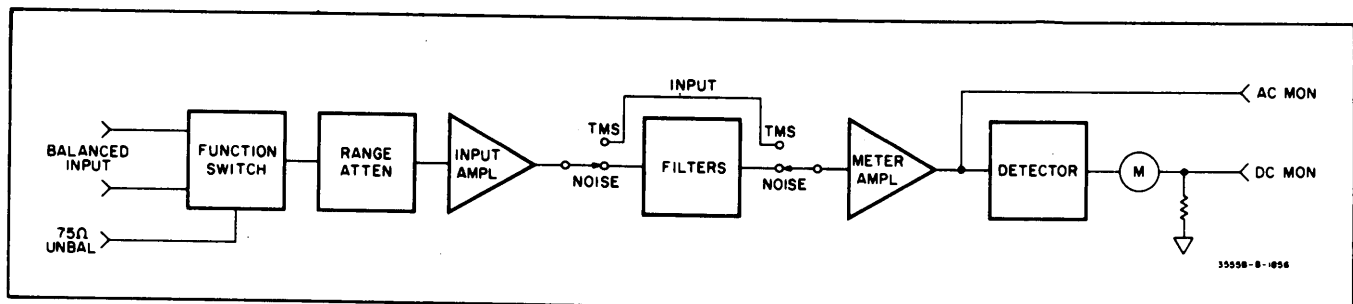 BALANCED
INPUT
75Ω
UNBAL
FUNCTION
SWITCH
RANGE
ATTEN
INPUT
AMPL
TMS
NOISE
INPUT
FILTERS
TMS
NOISE
METER
AMPL
DETECTOR
M
AC MON
DC MON
3555B-B-1856